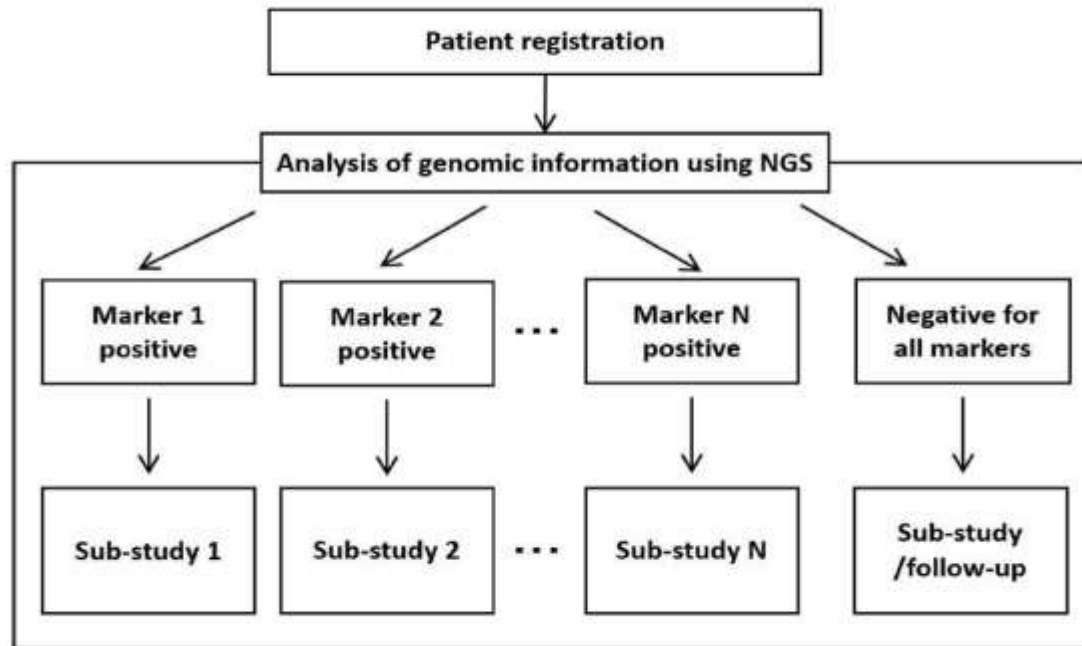 Patient registration
Analysis of genomic information using NGS
Marker 1
positive
Marker 2
positive
...
Marker N
positive
Negative for
all markers
Sub-study 1
Sub-study 2
...
Sub-study N
Sub-study
/follow-up